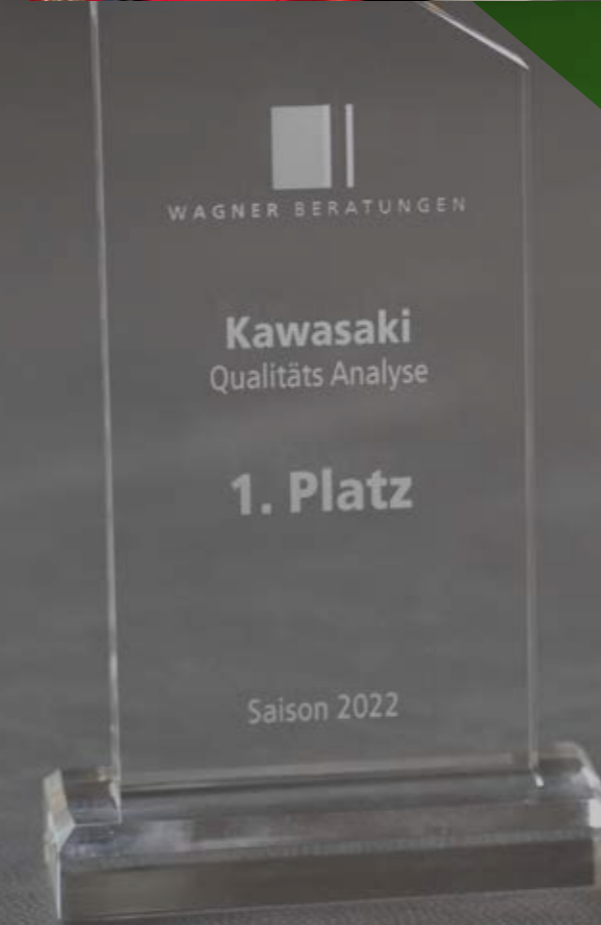 WAGNER BERATUNGEN
Kawasaki
Qualitäts Analyse
1. Platz
Saison 2022